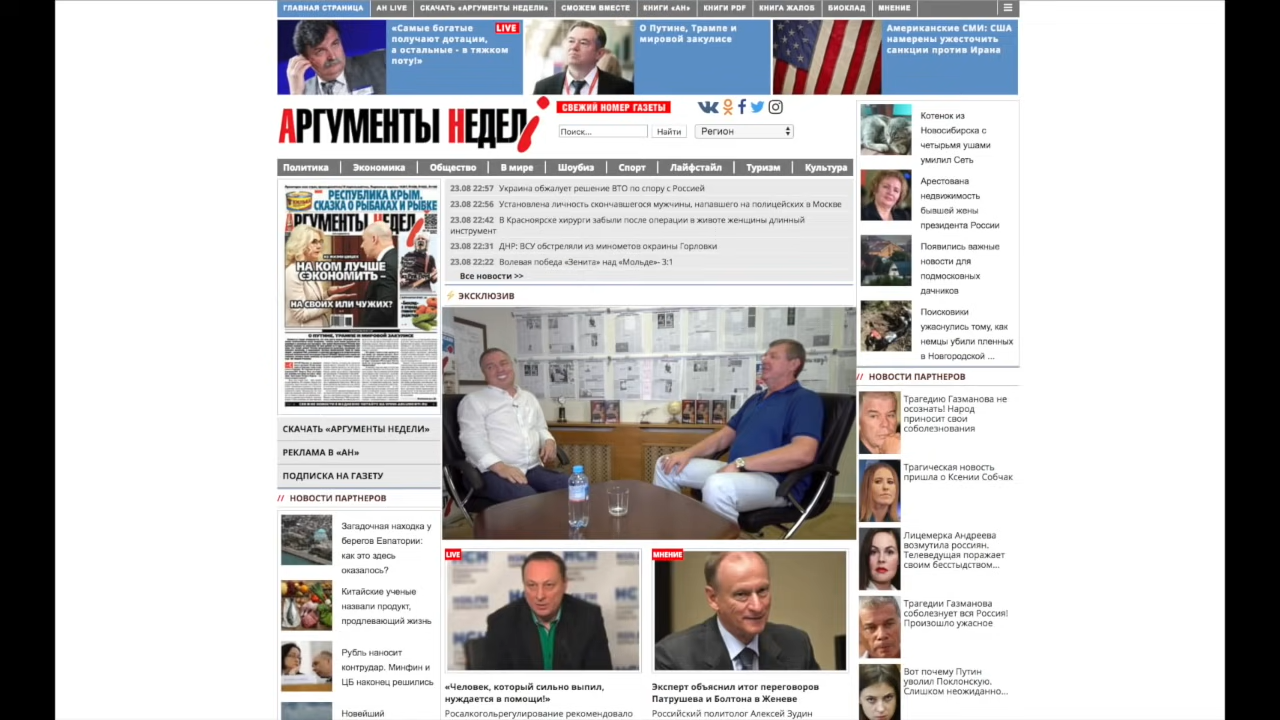 ГЛАВНАЯ СТРАНИЦА
АН LIVE
СКАЧАТЬ «АРГУМЕНТЫ НЕДЕЛИ»
СМОЖЕМ ВМЕСТЕ
КНИГИ «АН»
КНИГИ PDF
КНИГА ЖАЛОБ
БИОКЛАД
МНЕНИЕ
«Самые богатые
получают дотации,
а остальные - в тяжком
поту!»
LIVE
О Путине, Трампе и
мировой закулисе
Американские СМИ: США
намерены ужесточить
санкции против Ирана
АРГУМЕНТЫ НЕДЕЛИ
СВЕЖИЙ НОМЕР ГАЗЕТЫ
Поиск...
Найти
Регион
Политика
Экономика
Общество
В мире
Шоубиз
Спорт
Лайфстайл
Туризм
Культура
РЕСПУБЛИКА КРЫМ.
СКАЗКА О РЫБАКАХ И РЫБКЕ
АРГУМЕНТЫ НЕДЕЛИ
НА КОМ ЛУЧШЕ
СЭКОНОМИТЬ -
НА СВОИХ ИЛИ ЧУЖИХ?
О ПУТИНЕ, ТРАМПЕ И МИРОВОЙ ЗАКУЛИСЕ
СКАЧАТЬ «АРГУМЕНТЫ НЕДЕЛИ»
РЕКЛАМА В «АН»
ПОДПИСКА НА ГАЗЕТУ
// НОВОСТИ ПАРТНЕРОВ
Загадочная находка у
берегов Евпатории:
как это здесь
оказалось?
Китайские ученые
назвали продукт,
продлевающий жизнь
Рубль наносит
контрудар. Минфин и
ЦБ наконец решились
Новейший
23.08 22:57 Украина обжалует решение ВТО по спору с Россией
23.08 22:56 Установлена личность скончавшегося мужчины, напавшего на полицейских в Москве
23.08 22:42 В Красноярске хирурги забыли после операции в животе женщины длинный
инструмент
23.08 22:31 ДНР: ВСУ обстреляли из минометов окраины Горловки
23.08 22:22 Волевая победа «Зенита» над «Мольде»- 3:1
Все новости >>
ЭКСКЛЮЗИВ
LIVE
«Человек, который сильно выпил,
нуждается в помощи!»
Росалкогольрегулирование рекомендовало
МНЕНИЕ
Эксперт объяснил итог переговоров
Патрушева и Болтона в Женеве
Российский политолог Алексей Зудин
Котенок из
Новосибирска с
четырьмя ушами
умилил Сеть
Арестована
недвижимость
бывшей жены
президента России
Появились важные
новости для
подмосковных
дачников
Поисковики
ужаснулись тому, как
немцы убили пленных
в Новгородской ...
// НОВОСТИ ПАРТНЕРОВ
Трагедию Газманова не
осознать! Народ
приносит свои
соболезнования
Трагическая новость
пришла о Ксении Собчак
Лицемерка Андреева
возмутила россиян.
Телеведущая поражает
своим бесстыдством...
Трагедии Газманова
соболезнует вся Россия!
Произошло ужасное
Вот почему Путин
уволил Поклонскую.
Слишком неожиданно...